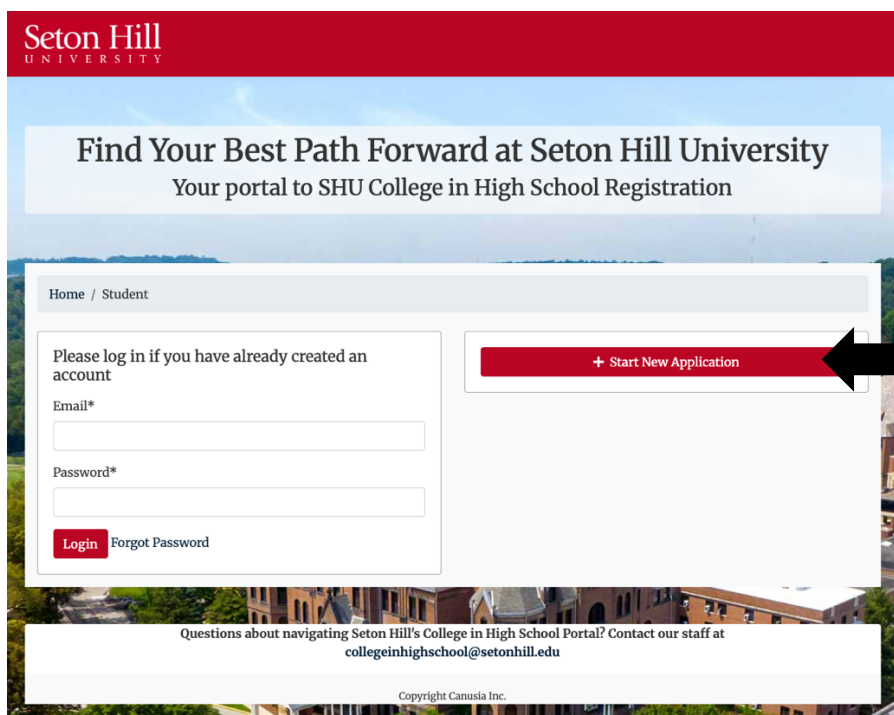 Seton Hill
UNIVERSITY
Find Your Best Path Forward at Seton Hill University
Your portal to SHU College in High School Registration
Home / Student
Please log in if you have already created an
account
Email*
Password*
Login Forgot Password
+ Start New Application
Questions about navigating Seton Hill's College in High School Portal? Contact our staff at
collegeinhighschool@setonhill.edu
Copyright Canusia Inc.